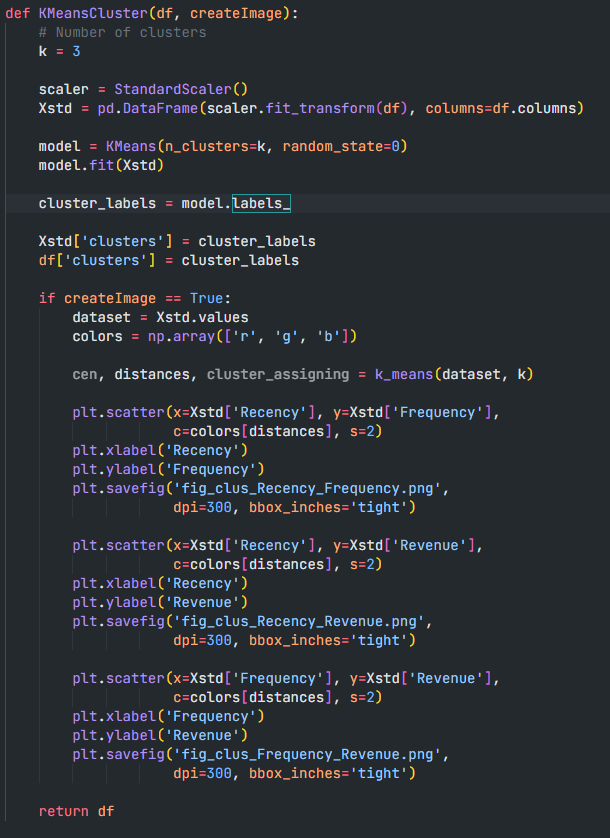 def KMeansCluster(df, createImage):
    # Number of clusters
    k = 3

    scaler = StandardScaler()
    Xstd = pd.DataFrame(scaler.fit_transform(df), columns=df.columns)

    model = KMeans(n_clusters=k, random_state=0)
    model.fit(Xstd)

    cluster_labels = model.labels_

    Xstd['clusters'] = cluster_labels
    df['clusters'] = cluster_labels

    if createImage == True:
        dataset = Xstd.values
        colors = np.array(['r', 'g', 'b'])

        cen, distances, cluster_assigning = k_means(dataset, k)

        plt.scatter(x=Xstd['Recency'], y=Xstd['Frequency'],
                    c=colors[distances], s=2)
        plt.xlabel('Recency')
        plt.ylabel('Frequency')
        plt.savefig('fig_clus_Recency_Frequency.png',
                    dpi=300, bbox_inches='tight')

        plt.scatter(x=Xstd['Recency'], y=Xstd['Revenue'],
                    c=colors[distances], s=2)
        plt.xlabel('Recency')
        plt.ylabel('Revenue')
        plt.savefig('fig_clus_Recency_Revenue.png',
                    dpi=300, bbox_inches='tight')

        plt.scatter(x=Xstd['Frequency'], y=Xstd['Revenue'],
                    c=colors[distances], s=2)
        plt.xlabel('Frequency')
        plt.ylabel('Revenue')
        plt.savefig('fig_clus_Frequency_Revenue.png',
                    dpi=300, bbox_inches='tight')

    return df